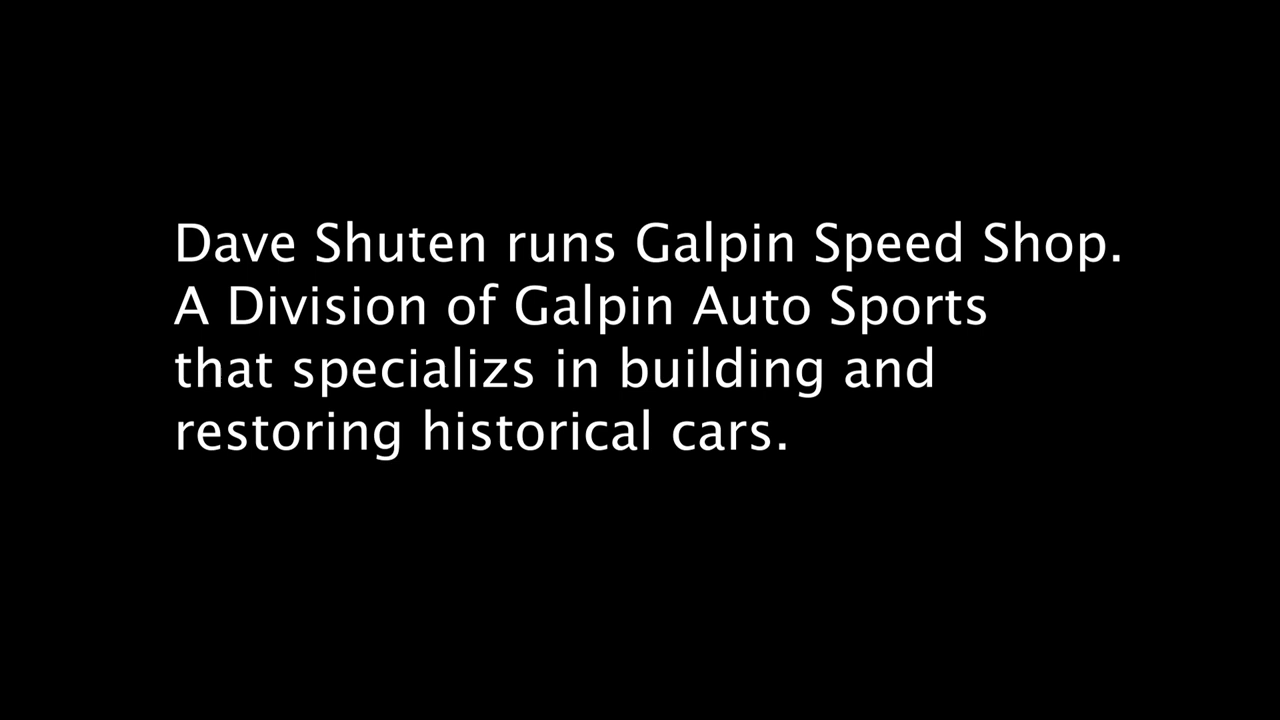 Dave Shuten runs Galpin Speed Shop.
A Division of Galpin Auto Sports
that specializs in building and
restoring historical cars.